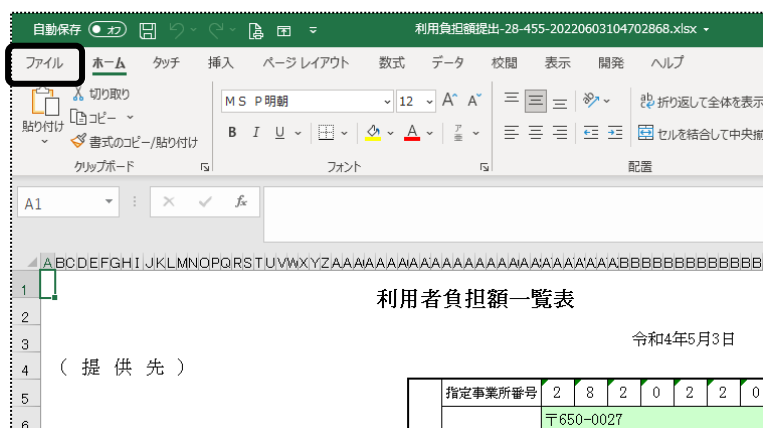 自動保存 オフ 利用負担額提出-28-455-20220603104702868.xlsx
ファイル ホーム タッチ 挿入 ページ レイアウト 数式 データ 校閲 表示 開発 ヘルプ
切り取り MS P明朝 12 A A ab 折り返して全体を表示
コピー
貼り付け B I U A ア 亜 セルを結合して中央揃
書式のコピー/貼り付け
クリップボード フォント 配置
A1 fx
A B C D E F G H I J K L M N O P Q R S T U V W X Y Z
1 利用者負担額一覧表
2
3 令和4年5月3日
4 (提供先)
5 指定事業所番号 2 8 2 0 2 2 0
6 〒650-0027